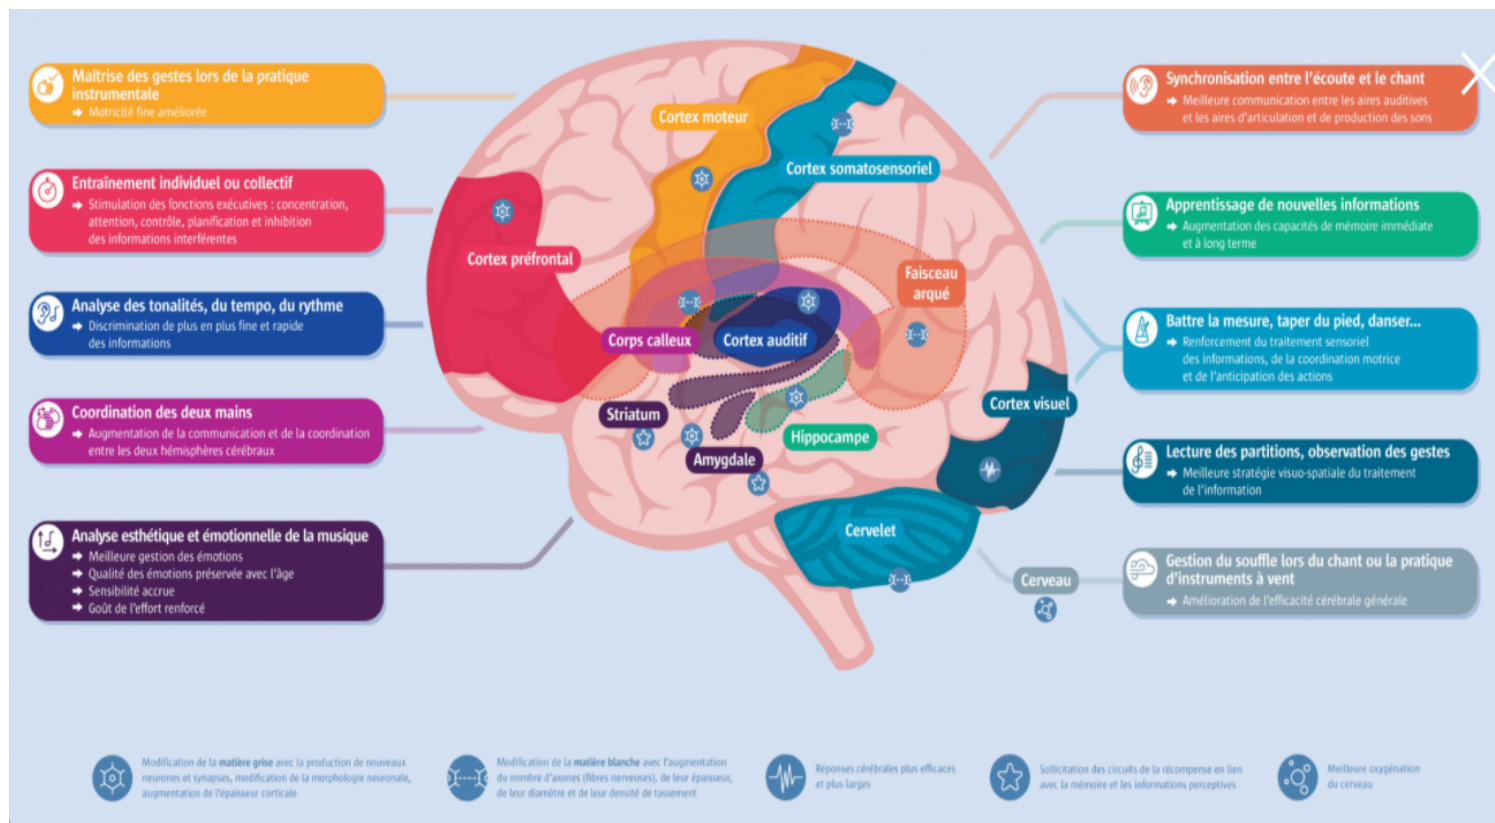 Maîtrise des gestes lors de la pratique
instrumentale
➜ Motricité fine améliorée
Entraînement individuel ou collectif
➜ Stimulation des fonctions exécutives : concentration,
attention, contrôle, planification et inhibition
des informations interférentes
Analyse des tonalités, du tempo, du rythme
➜ Discrimination de plus en plus fine et rapide
des informations
Coordination des deux mains
➜ Augmentation de la communication et de la coordination
entre les deux hémisphères cérébraux
Analyse esthétique et émotionnelle de la musique
➜ Meilleure gestion des émotions
➜ Qualité des émotions préservée avec l'âge
➜ Sensibilité accrue
➜ Goût de l'effort renforcé
Cortex moteur
Cortex somatosensoriel
Cortex préfrontal
Faisceau
arqué
Corps calleux
Cortex auditif
Striatum
Cortex visuel
Hippocampe
Amygdale
Cervelet
Cerveau
Synchronisation entre l'écoute et le chant
➜ Meilleure communication entre les aires auditives
et les aires d'articulation et de production des sons
Apprentissage de nouvelles informations
➜ Augmentation des capacités de mémoire immédiate
et à long terme
Battre la mesure, taper du pied, danser...
➜ Renforcement du traitement sensoriel
des informations, de la coordination motrice
et de l'anticipation des actions
Lecture des partitions, observation des gestes
➜ Meilleure stratégie visuo-spatiale du traitement
de l'information
Gestion du souffle lors du chant ou la pratique
d'instruments à vent
➜ Amélioration de l'efficacité cérébrale générale
Modification de la matière grise avec la production de nouveaux
neurones et synapses, modification de la morphologie neuronale,
augmentation de l'épaisseur corticale
Modification de la matière blanche avec l'augmentation
du nombre d'axones (fibres nerveuses), de leur épaisseur,
de leur diamètre et de leur densité de tassement
Réponses cérébrales plus efficaces
et plus larges
Sollicitation des circuits de la récompense en lien
avec la mémoire et les informations perceptives
Meilleure oxygénation
du cerveau